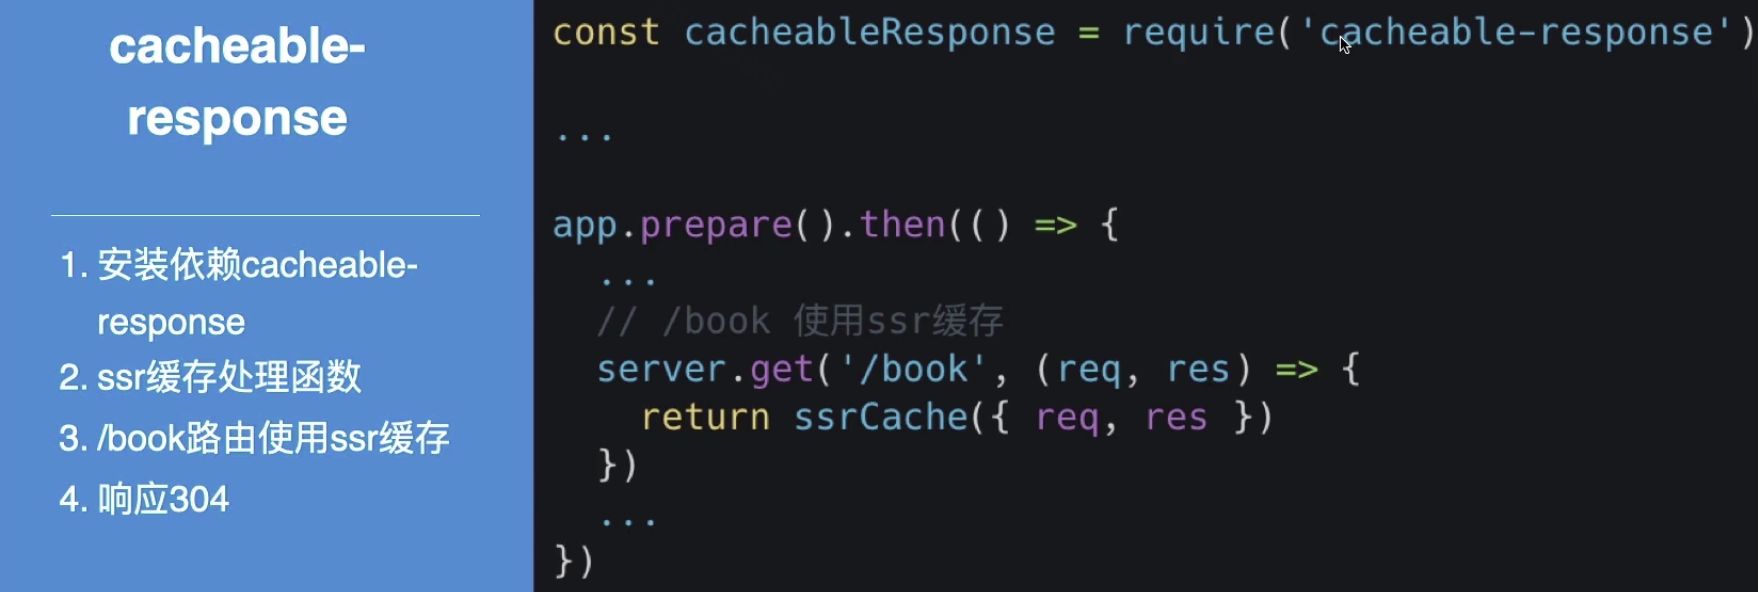 cacheable-
response
1. 安装依赖cacheable-
response
2. ssr缓存处理函数
3. /book路由使用ssr缓存
4. 响应304
const cacheableResponse = require('cacheable-response')
...
app.prepare().then(() => {
...
// /book 使用ssr缓存
server.get('/book', (req, res) => {
return ssrCache({ req, res })
})
...
})